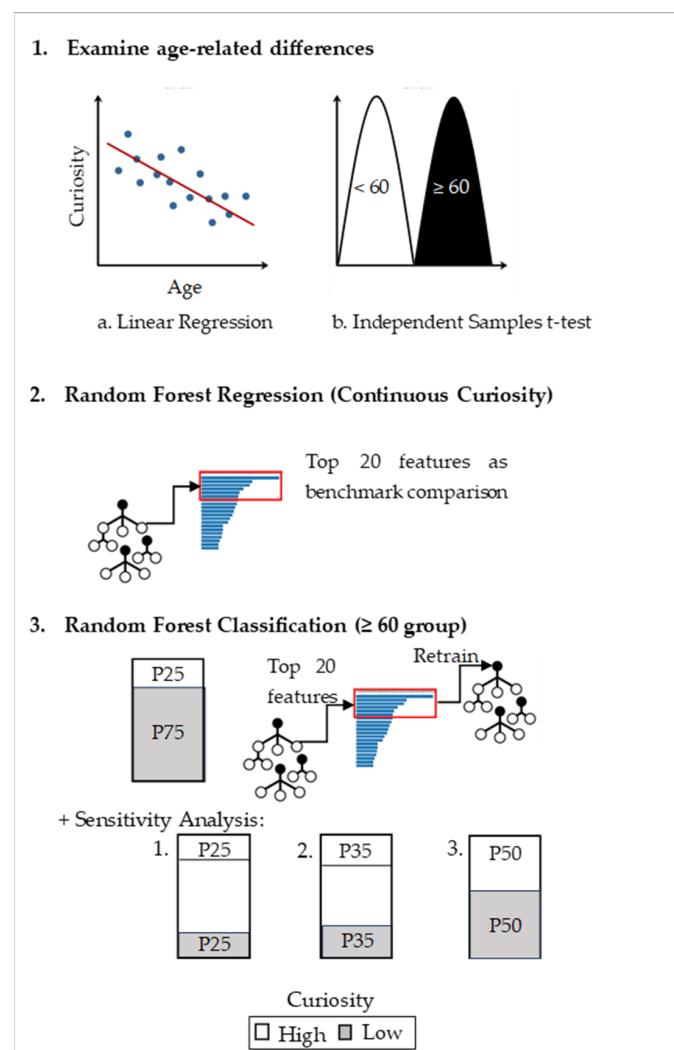 1. Examine age-related differences
Curiosity
Age
< 60
≥ 60
a. Linear Regression
b. Independent Samples t-test
2. Random Forest Regression (Continuous Curiosity)
Top 20 features as
benchmark comparison
3. Random Forest Classification (≥ 60 group)
P25
P75
Top 20
features
Retrain
+ Sensitivity Analysis:
1.
P25
P25
2.
P35
P35
3.
P50
P50
Curiosity
High Low